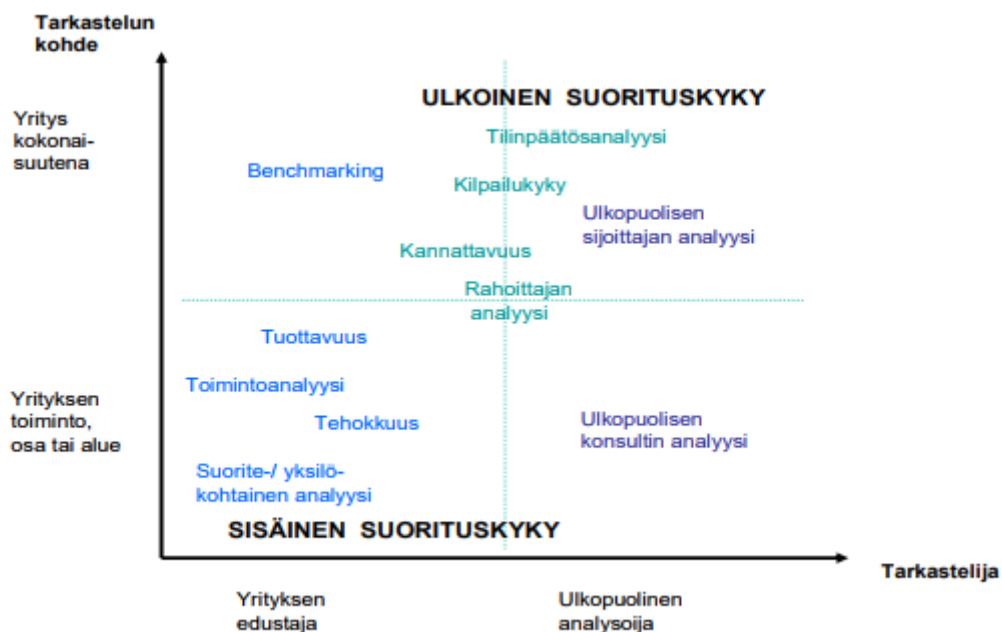 Tarkastelun
kohde
ULKOINEN SUORITUSKYKY
Yritys
kokonai-
suutena
Tilinpäätösanalyysi
Benchmarking
Kilpailukyky
Ulkopuolisen
sijoittajan analyysi
Kannattavuus
Rahoittajan
analyysi
Tuottavuus
Toimintoanalyysi
Yrityksen
toiminto,
osa tai alue
Tehokkuus
Ulkopuolisen
konsultin analyysi
Suorite-/ yksilö-
kohtainen analyysi
SISÄINEN SUORITUSKYKY
Tarkastelija
Yrityksen
edustaja
Ulkopuolinen
analysoija